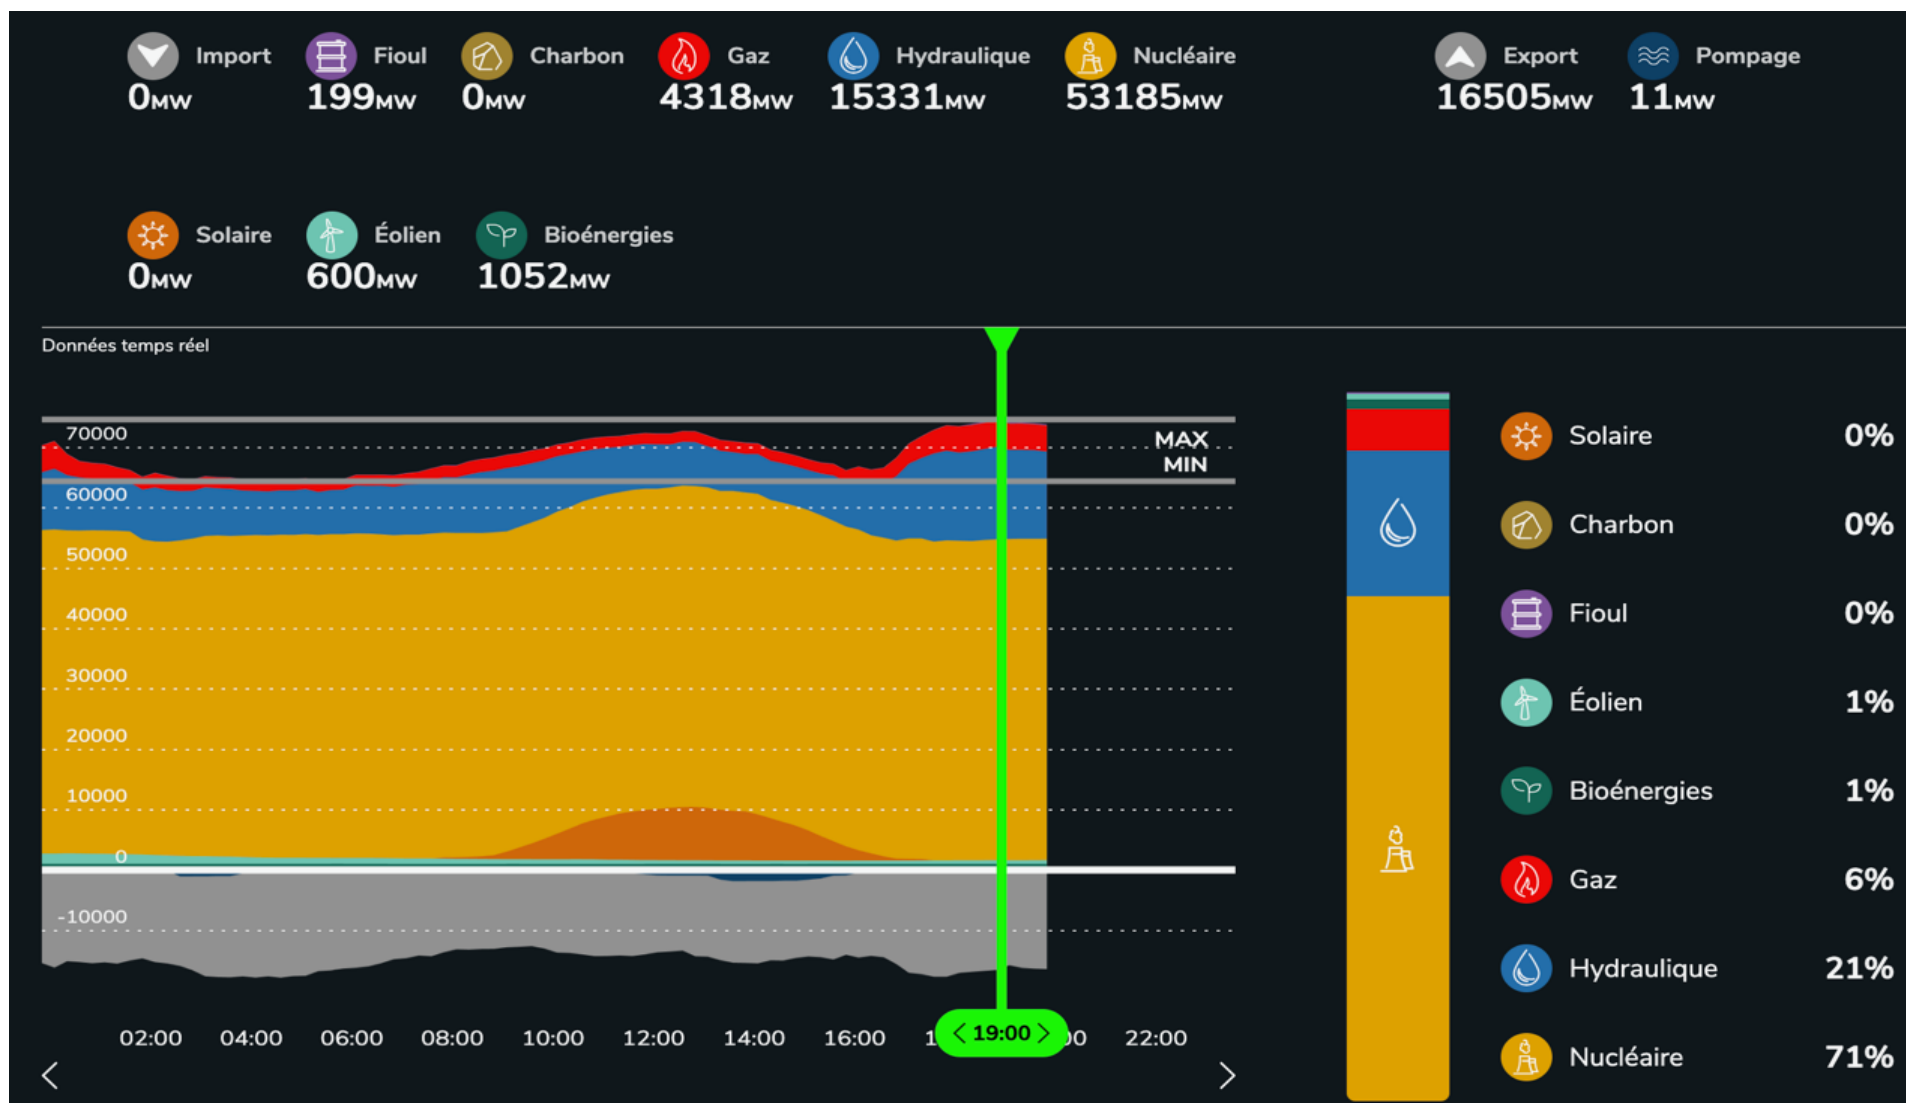 Import Fioul Charbon Gaz Hydraulique Nucléaire Export Pompage
0MW 199MW 0MW 4318MW 15331MW 53185MW 16505MW 11MW
Solaire Éolien Bioénergies
0MW 600MW 1052MW
Données temps réel
70000
MAX
MIN
60000
50000
40000
30000
20000
10000
0
-10000
02:00 04:00 06:00 08:00 10:00 12:00 14:00 16:00 1 < 19:00 > 00 22:00
< >
Solaire 0%
Charbon 0%
Fioul 0%
Éolien 1%
Bioénergies 1%
Gaz 6%
Hydraulique 21%
Nucléaire 71%